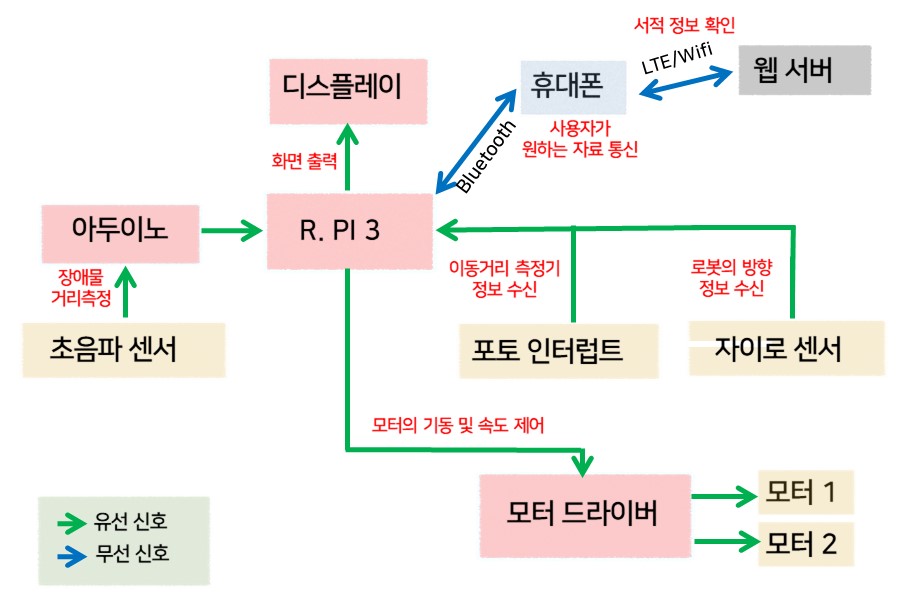 서적 정보 확인
LTE/Wifi
웹 서버
디스플레이
휴대폰
사용자가
원하는 자료 통신
Bluetooth
화면 출력
아두이노
R. PI 3
장애물
거리측정
이동거리 측정기
정보 수신
로봇의 방향
정보 수신
초음파 센서
포토 인터럽트
자이로 센서
모터의 기동 및 속도 제어
모터 드라이버
모터 1
모터 2
유선 신호
무선 신호